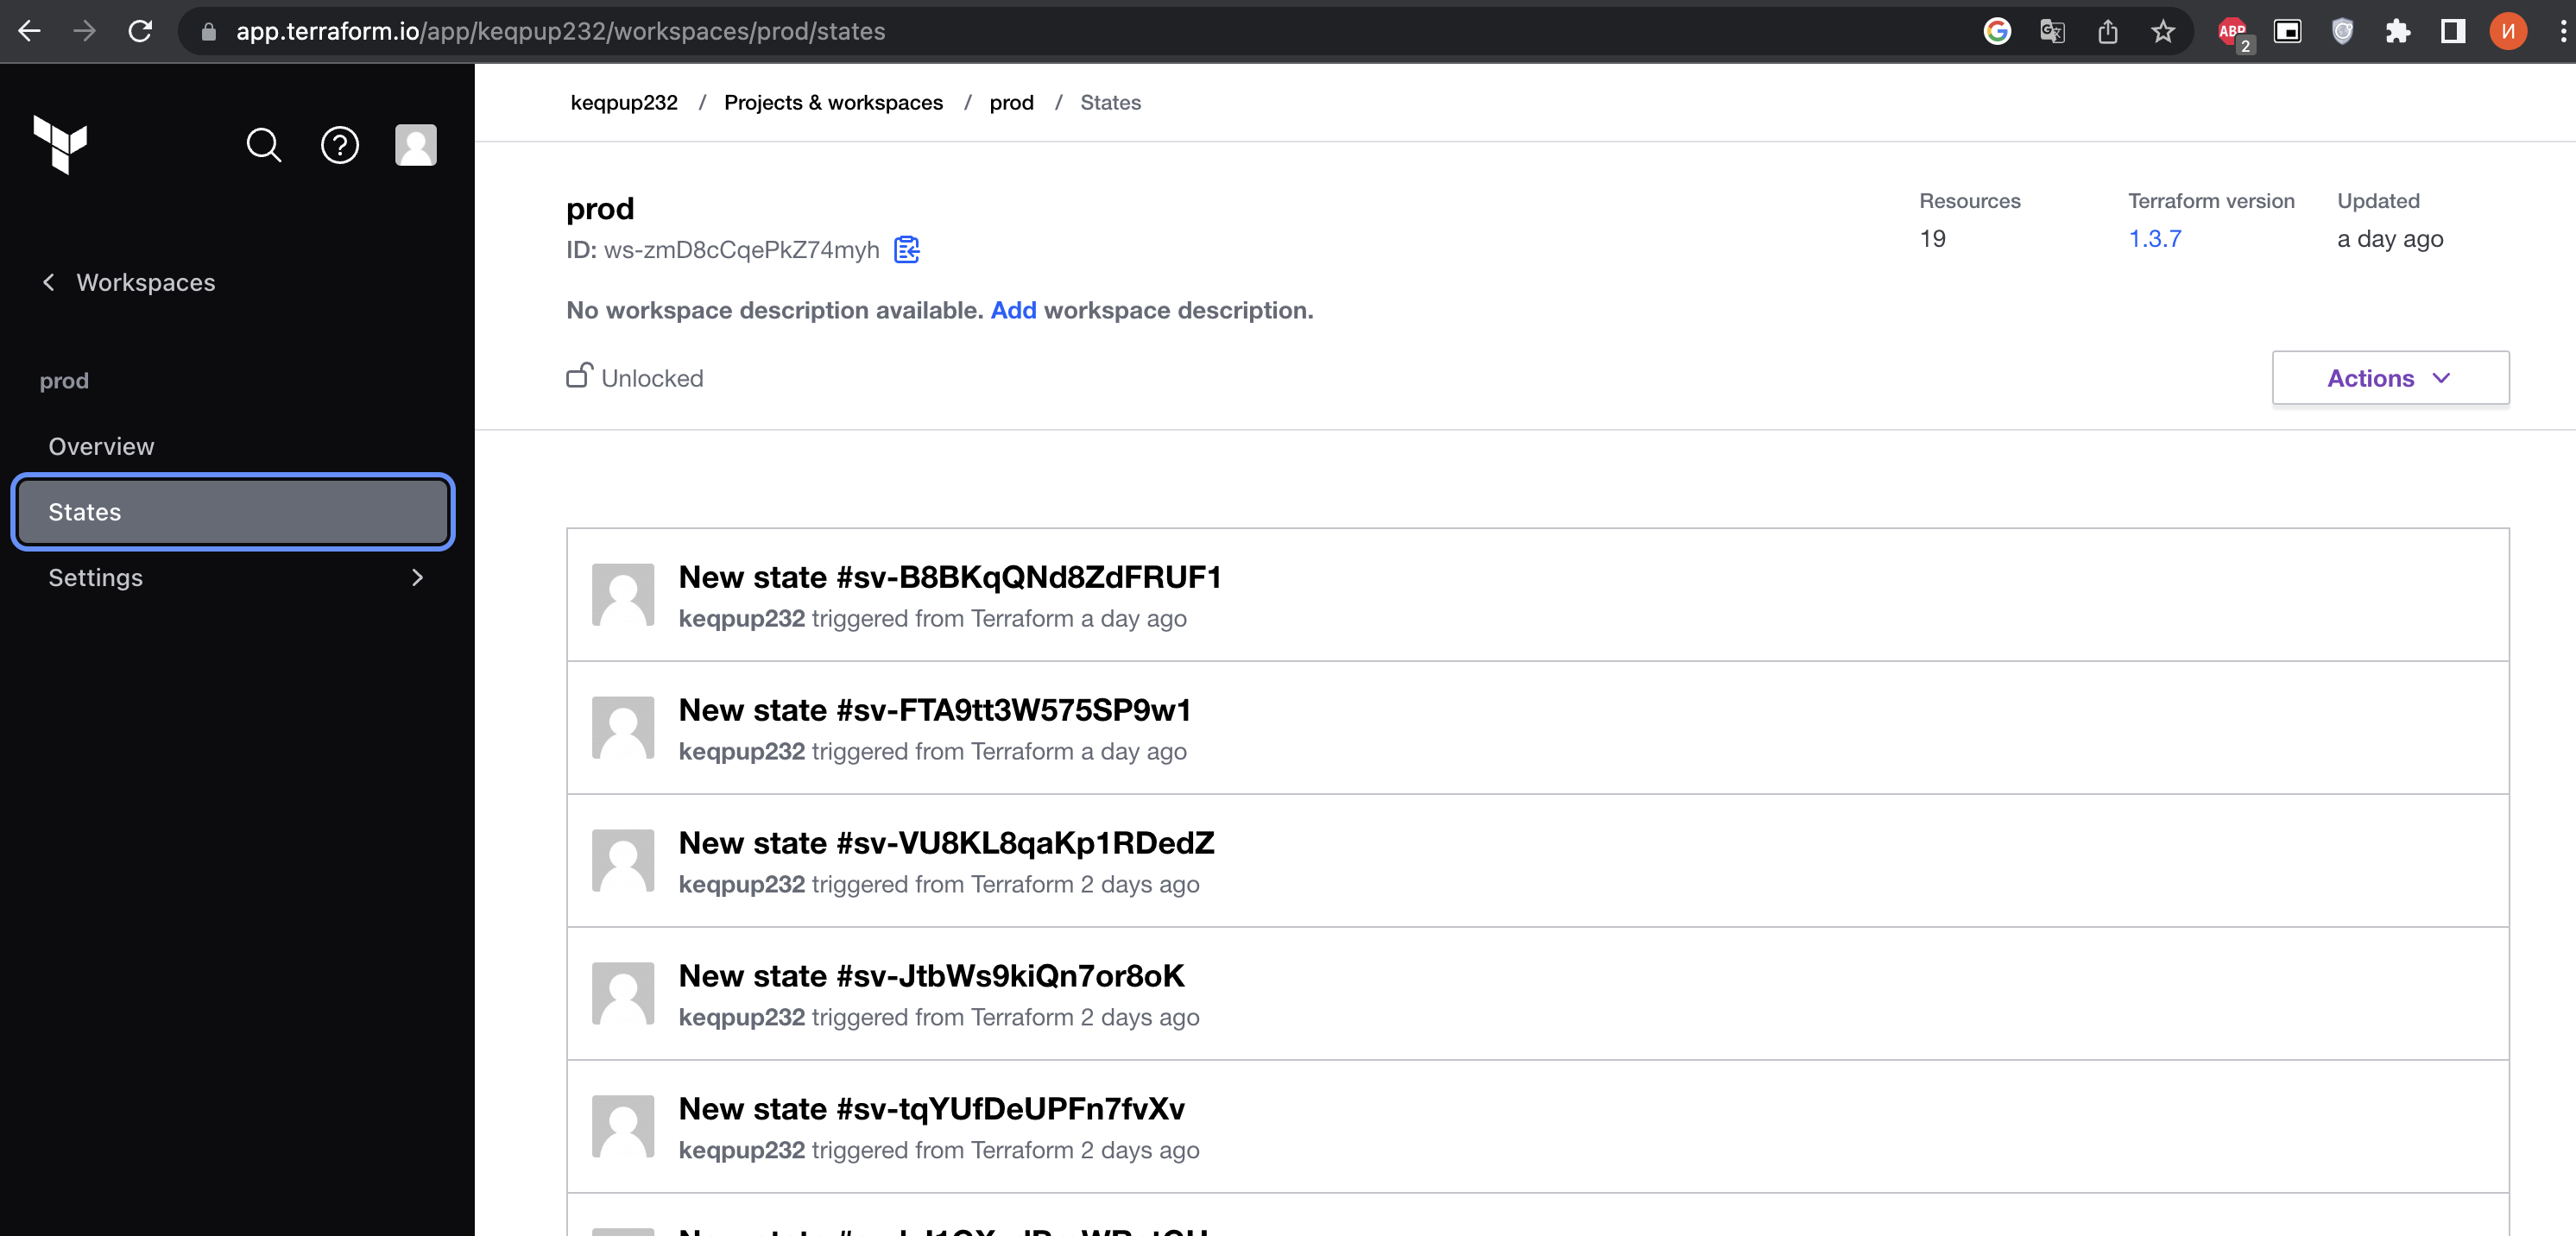 app.terraform.io/app/keqpup232/workspaces/prod/states
ABP
2
И
keqpup232 / Projects & workspaces / prod / States
Workspaces
prod
Overview
States
Settings
prod
ID: ws-zmD8cCqePkZ74myh
No workspace description available. Add workspace description.
Unlocked
Resources
19
Terraform version
1.3.7
Updated
a day ago
Actions
New state #sv-B8BKqQNd8ZdFRUF1
keqpup232 triggered from Terraform a day ago
New state #sv-FTA9tt3W575SP9w1
keqpup232 triggered from Terraform a day ago
New state #sv-VU8KL8qaKp1RDedZ
keqpup232 triggered from Terraform 2 days ago
New state #sv-JtbWs9kiQn7or8oK
keqpup232 triggered from Terraform 2 days ago
New state #sv-tqYUfDeUPFn7fvXv
keqpup232 triggered from Terraform 2 days ago
New state